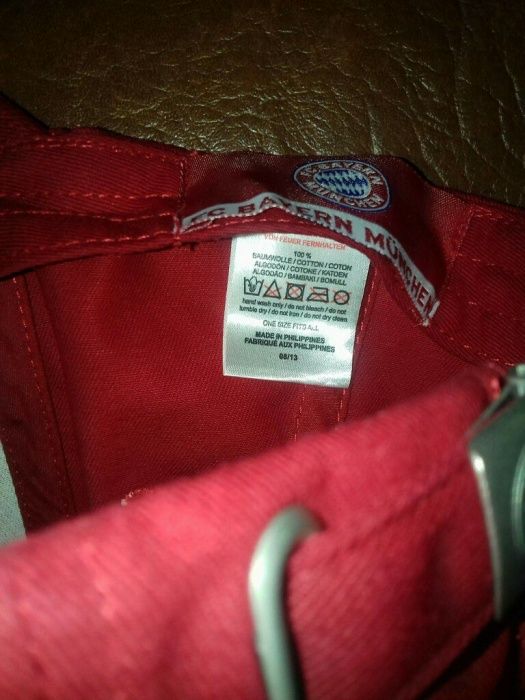 FC BAYERN
MÜNCHEN
FC BAYERN MÜNCHEN
VON FEUER FERNHALTEN
100 %
BAUMWOLLE / COTTON / COTON
ALGODÓN / COTONE / KATOEN
ALGODÃO / BAMBAKI / BOMULL
hand wash only / do not bleach / do not
tumble dry / do not iron / do not dry clean
ONE SIZE FITS ALL
MADE IN PHILIPPINES
FABRIQUÉ AUX PHILIPPINES
08/13